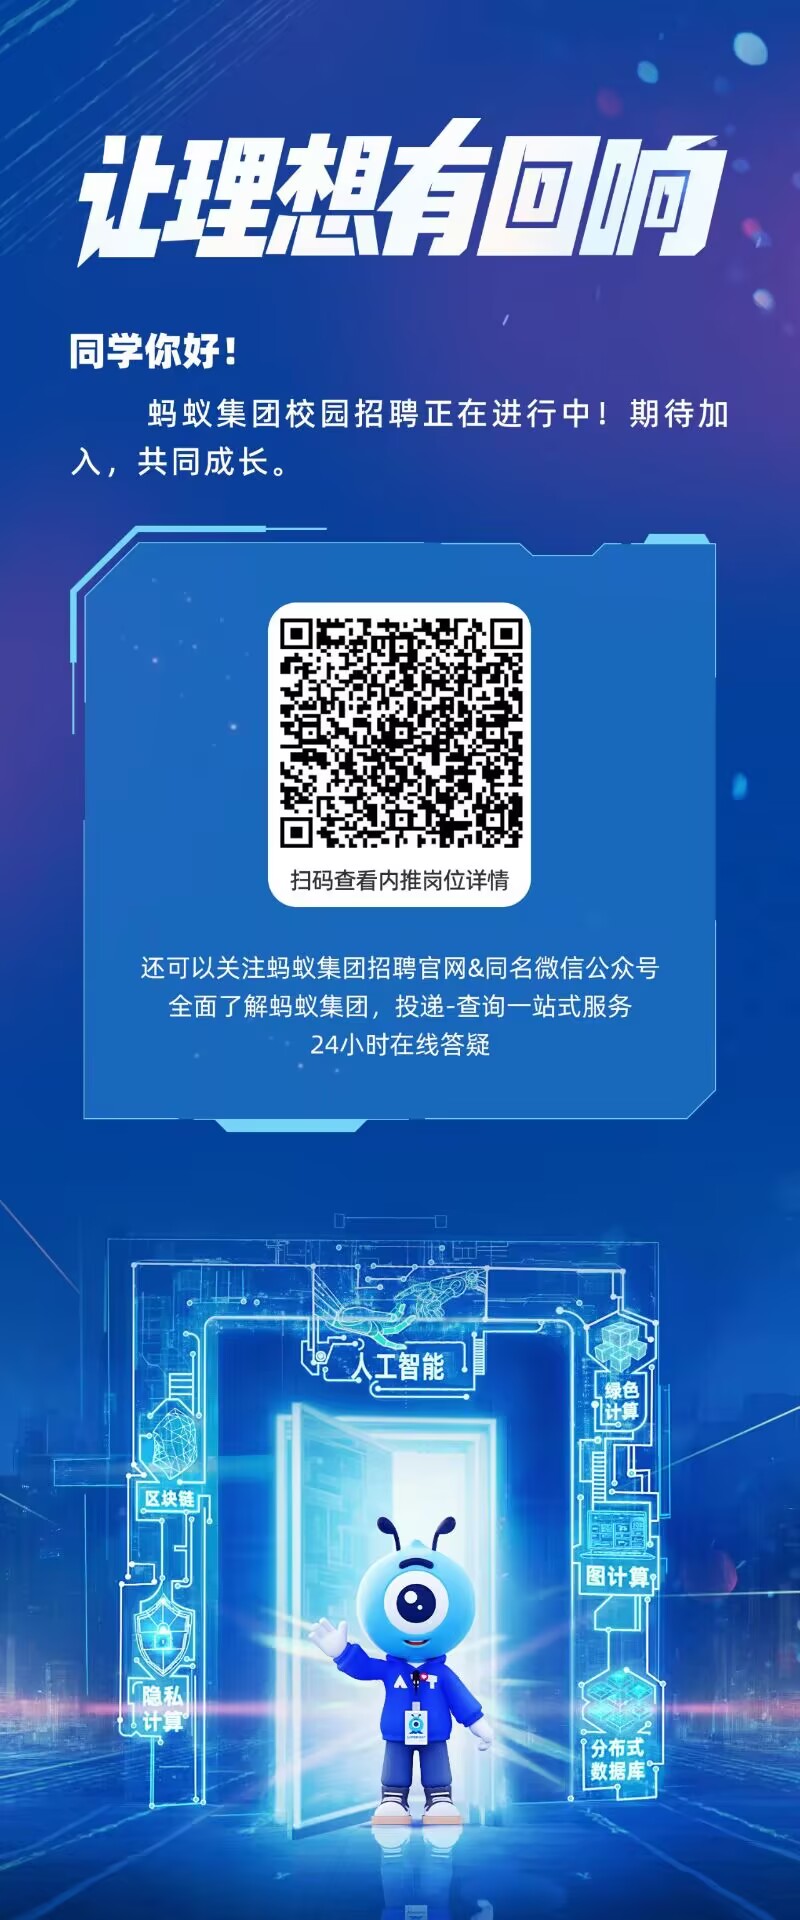 让理想有回响
同学你好！
蚂蚁集团校园招聘正在进行中！期待加
入，共同成长。
扫码查看内推岗位详情
还可以关注蚂蚁集团招聘官网&同名微信公众号
全面了解蚂蚁集团，投递-查询一站式服务
24小时在线答疑
人工智能
绿色
计算
区块链
图计算
隐私
计算
分布式
数据库